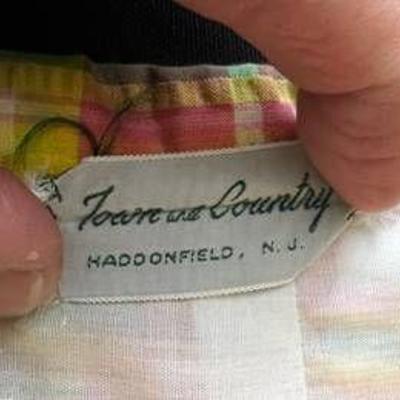 Town and Country
HADDONFIELD, N. J.